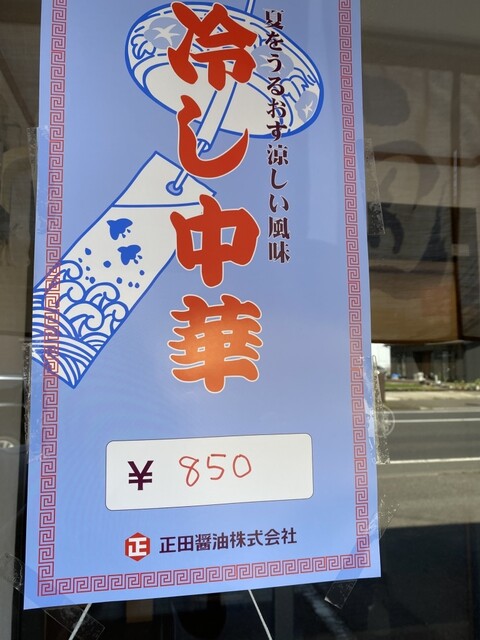 夏をうるおす涼しい風味
冷し中華
¥ 850
正 正田醤油株式会社